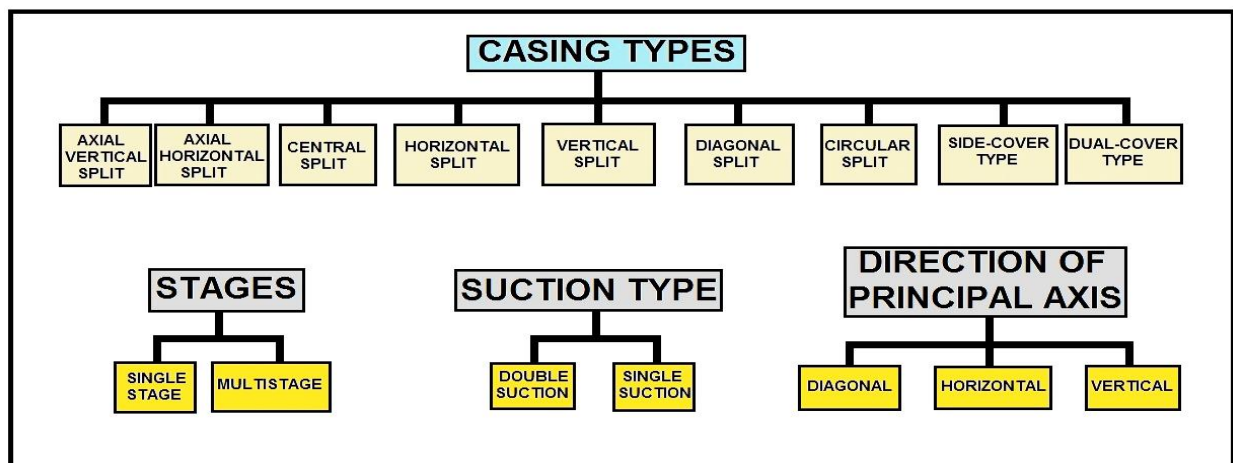 CASING TYPES
AXIAL
VERTICAL
SPLIT
AXIAL
HORIZONTAL
SPLIT
CENTRAL
SPLIT
HORIZONTAL
SPLIT
VERTICAL
SPLIT
DIAGONAL
SPLIT
CIRCULAR
SPLIT
SIDE-COVER
TYPE
DUAL-COVER
TYPE
STAGES
SINGLE
STAGE
MULTISTAGE
SUCTION TYPE
DOUBLE
SUCTION
SINGLE
SUCTION
DIRECTION OF
PRINCIPAL AXIS
DIAGONAL
HORIZONTAL
VERTICAL